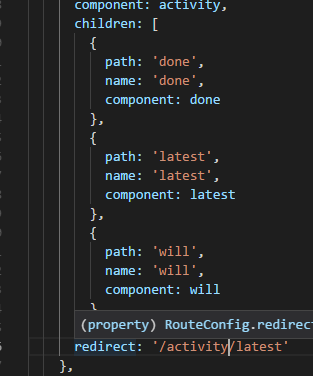 component: activity,
children: [
{
path: 'done',
name: 'done',
component: done
},
{
path: 'latest',
name: 'latest',
component: latest
},
{
path: 'will',
name: 'will',
component: will
(property) RouteConfig.redirect
redirect: '/activity/latest'
},